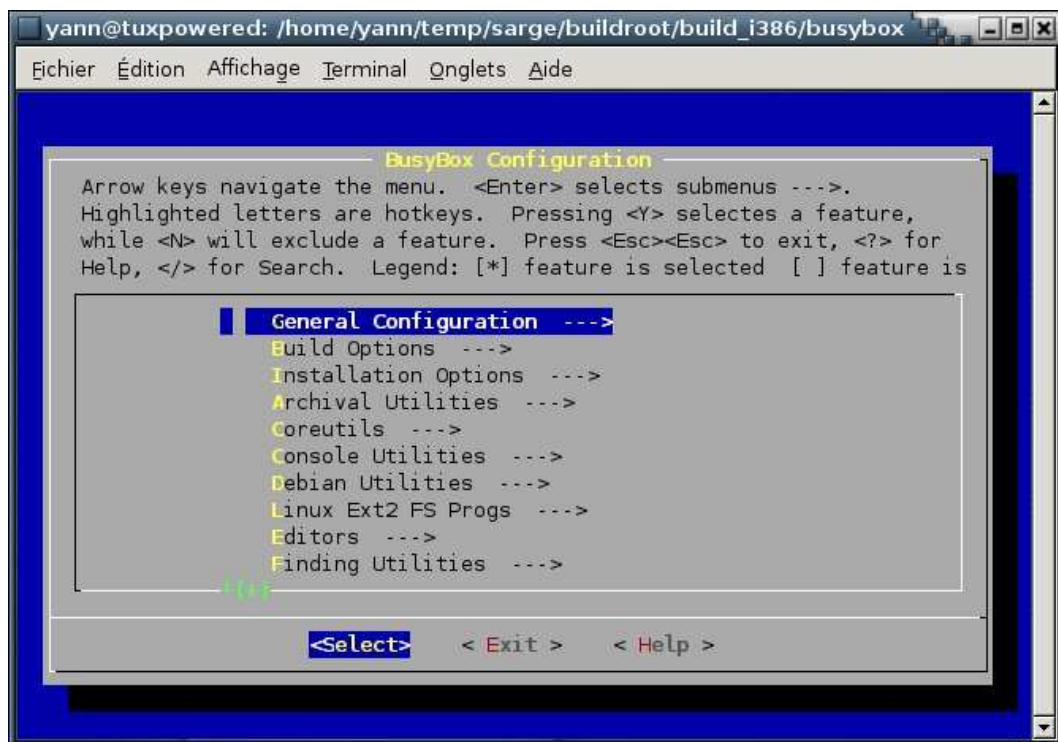 yann@tuxpowered: /home/yann/temp/sarge/buildroot/build_i386/busybox
Fichier Édition Affichage Terminal Onglets Aide
BusyBox Configuration
Arrow keys navigate the menu. <Enter> selects submenus --->.
Highlighted letters are hotkeys. Pressing <Y> selectes a feature,
while <N> will exclude a feature. Press <Esc><Esc> to exit, <?> for
Help, </> for Search. Legend: [*] feature is selected [ ] feature is
General Configuration --->
Build Options --->
Installation Options --->
Archival Utilities --->
Coreutils --->
Console Utilities --->
Debian Utilities --->
Linux Ext2 FS Progs --->
Editors --->
Finding Utilities --->
<Select> < Exit > < Help >